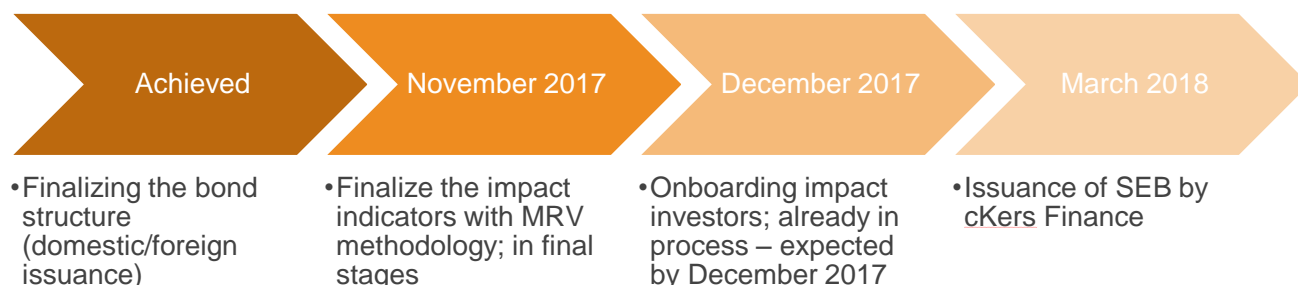 Achieved
November 2017
December 2017
March 2018
•Finalizing the bond
structure
(domestic/foreign
issuance)
•Finalize the impact
indicators with MRV
methodology; in final
stages
•Onboarding impact
investors; already in
process – expected
by December 2017
•Issuance of SEB by
cKers Finance